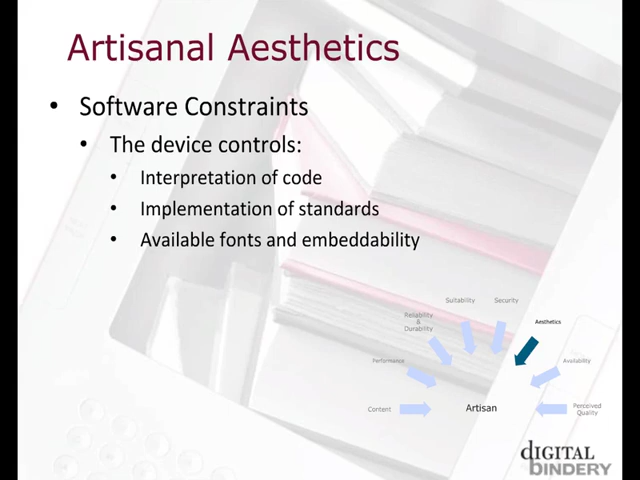 Artisanal Aesthetics
• Software Constraints
• The device controls:
• Interpretation of code
• Implementation of standards
• Available fonts and embeddability
Suitability
Security
Reliability
&
Durability
Aesthetics
Performance
Availability
Content
Artisan
Perceived
Quality
dIGITAL
bINDERY